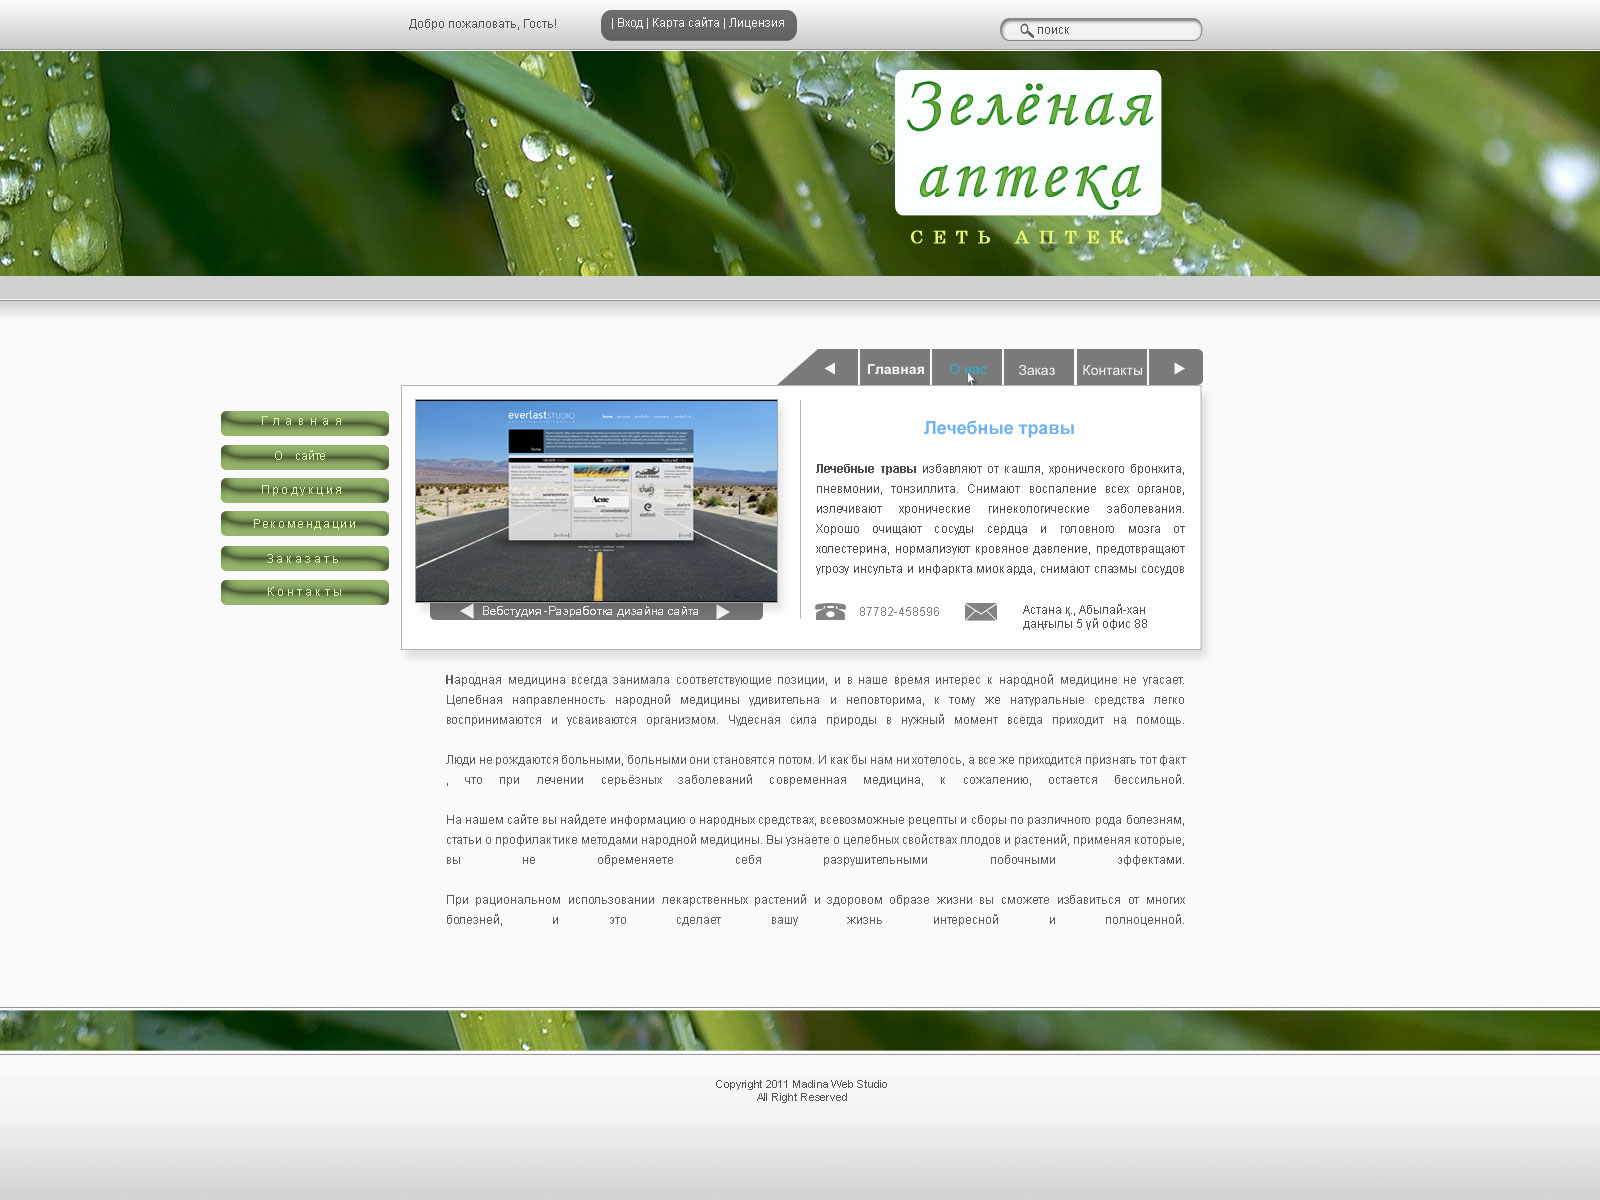 Добро пожаловать, Гость!
| Вход | Карта сайта | Лицензия
поиск
Зелёная
аптека
СЕТЬ АПТЕК
Главная
О нас
Заказ
Контакты
Главная
О сайте
Продукция
Рекомендации
Заказать
Контакты
everlaststudio
Вебстудия-Разработка дизайна сайта
Лечебные травы
Лечебные травы избавляют от кашля, хронического бронхита,
пневмонии, тонзиллита. Снимают воспаление всех органов,
излечивают хронические гинекологические заболевания.
Хорошо очищают сосуды сердца и головного мозга от
холестерина, нормализуют кровяное давление, предотвращают
угрозу инсульта и инфаркта миокарда, снимают спазмы сосудов
87782-458596
Астана қ., Абылай-хан
даңғылы 5 үй офис 88
Народная медицина всегда занимала соответствующие позиции, и в наше время интерес к народной медицине не угасает.
Целебная направленность народной медицины удивительна и неповторима, к тому же натуральные средства легко
воспринимаются и усваиваются организмом. Чудесная сила природы в нужный момент всегда приходит на помощь.
Люди не рождаются больными, больными они становятся потом. И как бы нам ни хотелось, а все же приходится признать тот факт
, что при лечении серьёзных заболеваний современная медицина, к сожалению, остается бессильной.
На нашем сайте вы найдете информацию о народных средствах, всевозможные рецепты и сборы по различного рода болезням,
статьи о профилактике методами народной медицины. Вы узнаете о целебных свойствах плодов и растений, применяя которые,
вы не обременяете себя разрушительными побочными эффектами.
При рациональном использовании лекарственных растений и здоровом образе жизни вы сможете избавиться от многих
болезней, и это сделает вашу жизнь интересной и полноценной.
Copyright 2011 Madina Web Studio
All Right Reserved